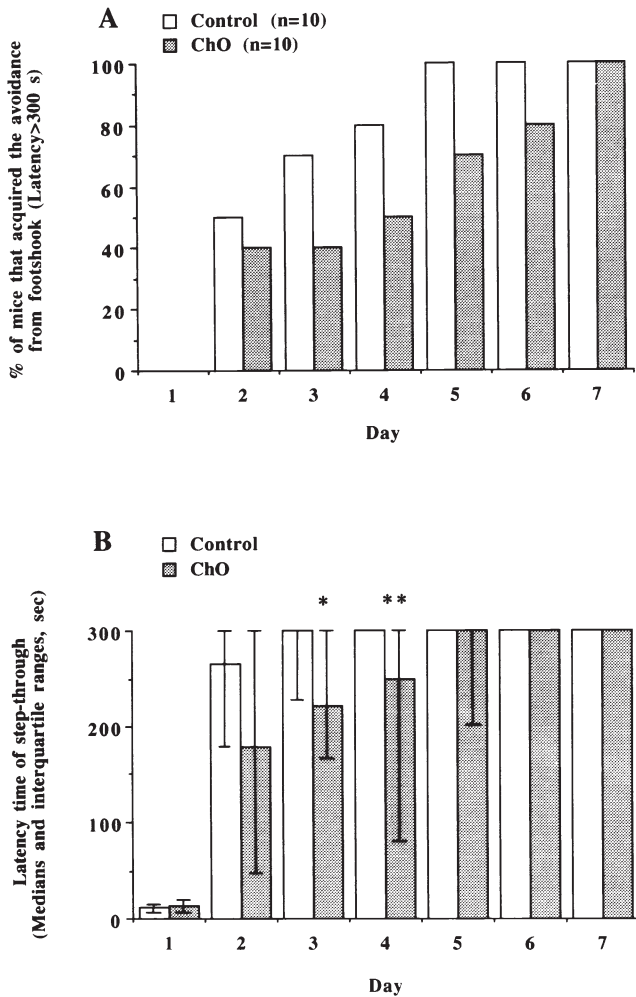 A
Control (n=10)
ChO (n=10)
% of mice that acquired the avoidance
from footshook (Latency>300 s)
100
80
60
40
20
0
1 2 3 4 5 6 7
Day
B
Control
ChO
* **
Latency time of step-through
(Medians and interquartile ranges, sec)
300
200
100
0
1 2 3 4 5 6 7
Day